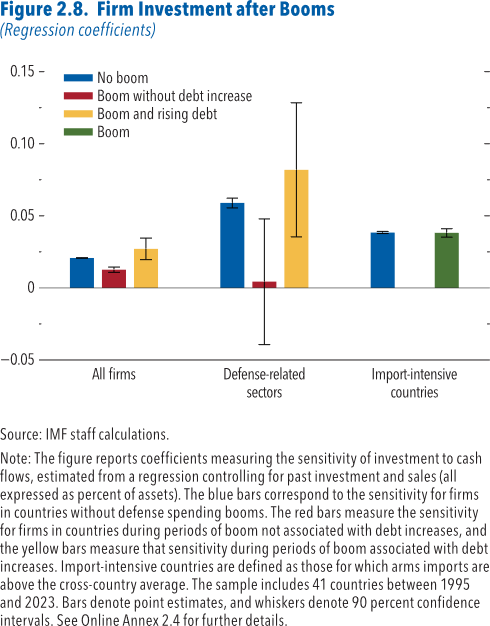 Figure 2.8. Firm Investment after Booms
(Regression coefficients)
0.15
No boom
Boom without debt increase
Boom and rising debt
Boom
0.10
0.05
0
−0.05
All firms
Defense-related
sectors
Import-intensive
countries
Source: IMF staff calculations.
Note: The figure reports coefficients measuring the sensitivity of investment to cash
flows, estimated from a regression controlling for past investment and sales (all
expressed as percent of assets). The blue bars correspond to the sensitivity for firms
in countries without defense spending booms. The red bars measure the sensitivity
for firms in countries during periods of boom not associated with debt increases, and
the yellow bars measure that sensitivity during periods of boom associated with debt
increases. Import-intensive countries are defined as those for which arms imports are
above the cross-country average. The sample includes 41 countries between 1995
and 2023. Bars denote point estimates, and whiskers denote 90 percent confidence
intervals. See Online Annex 2.4 for further details.